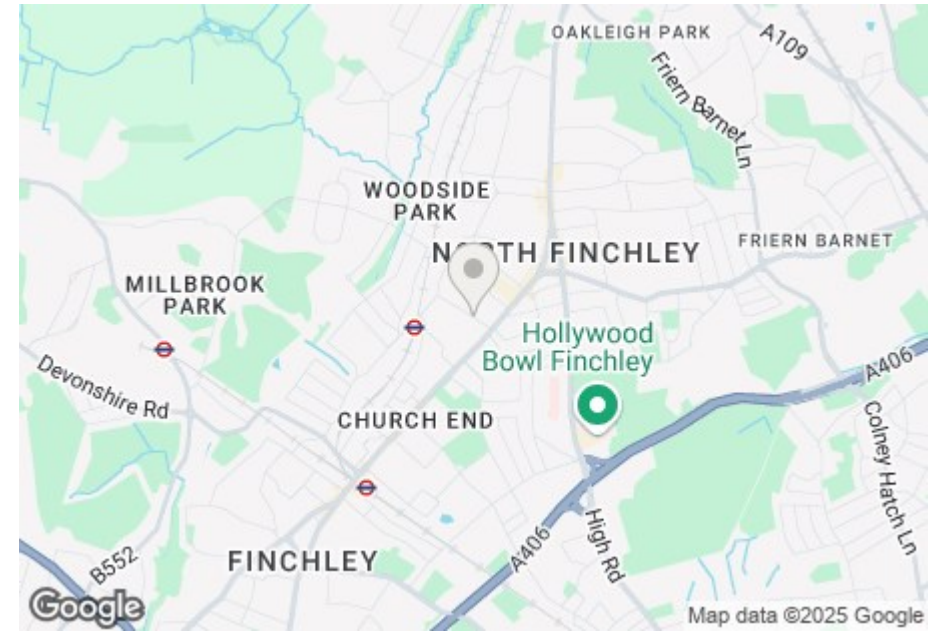 OAKLEIGH PARK
A109
Friern Barnet Ln
WOODSIDE
PARK
NORTH FINCHLEY
FRIERN BARNET
MILLBROOK
PARK
Hollywood
Bowl Finchley
A406
Devonshire Rd
CHURCH END
Colney Hatch Ln
High Rd
A406
FINCHLEY
B552
Google
Map data ©2025 Google